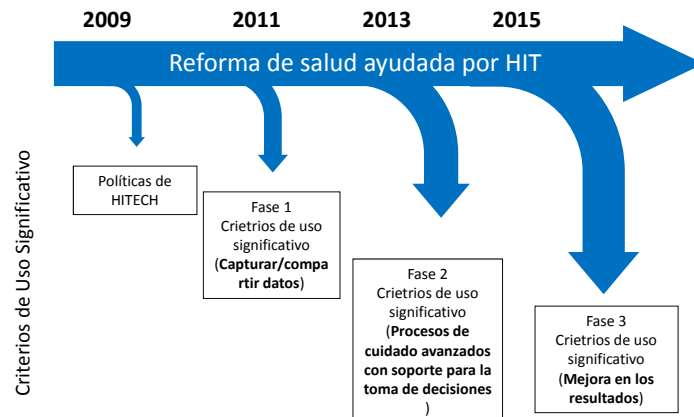 2009 2011 2013 2015
Reforma de salud ayudada por HIT
Criterios de Uso Significativo
Políticas de
HITECH
Fase 1
Crietrios de uso
significativo
(Capturar/compa
rtir datos)
Fase 2
Crietrios de uso
significativo
(Procesos de
cuidado avanzados
con soporte para la
toma de decisiones
)
Fase 3
Crietrios de uso
significativo
(Mejora en los
resultados)